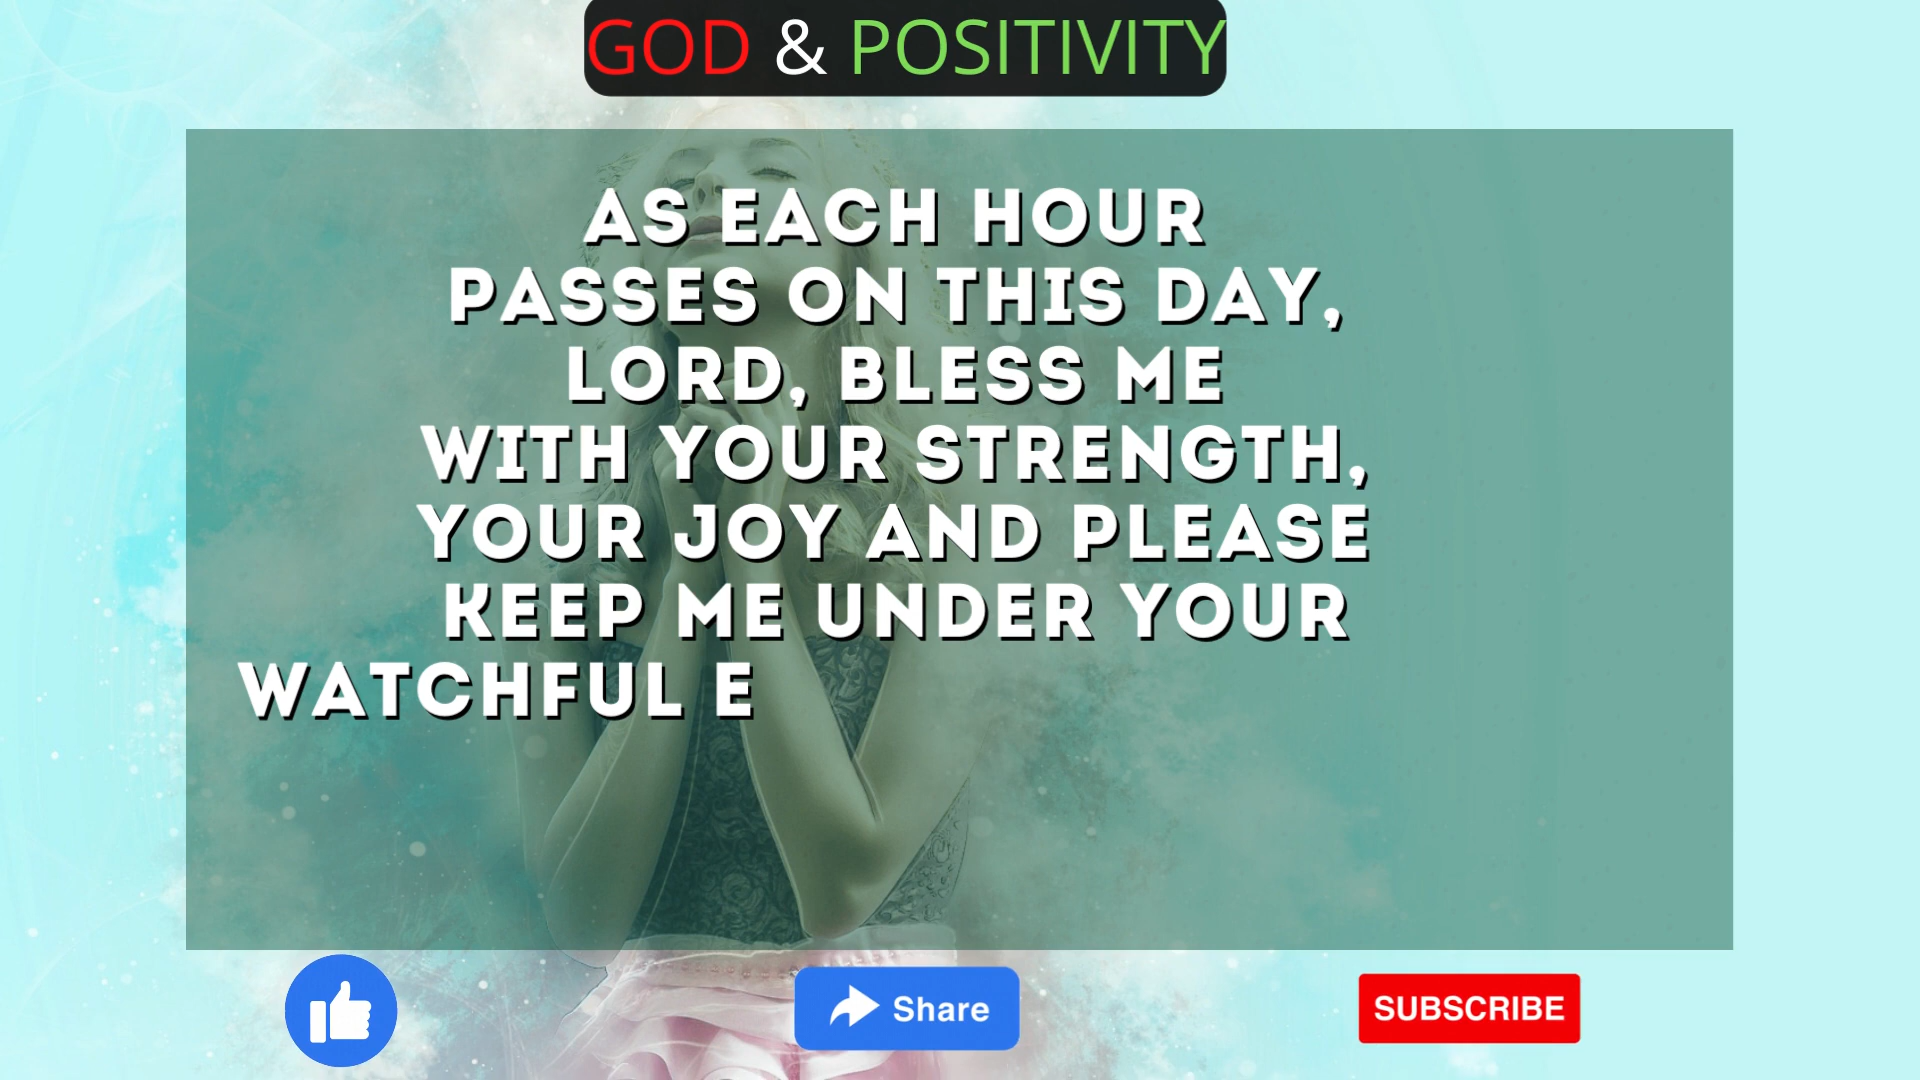 GOD & POSITIVITY
AS EACH HOUR
PASSES ON THIS DAY,
LORD, BLESS ME
WITH YOUR STRENGTH,
YOUR JOY AND PLEASE
KEEP ME UNDER YOUR
WATCHFUL E
Share
SUBSCRIBE